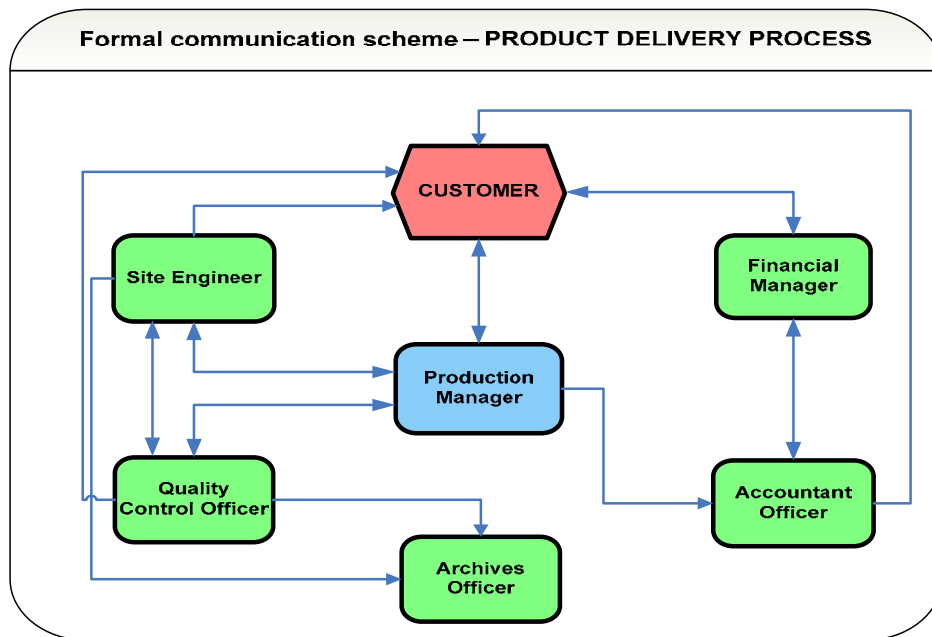 Formal communication scheme – PRODUCT DELIVERY PROCESS
CUSTOMER
Site Engineer
Financial
Manager
Production
Manager
Quality
Control Officer
Accountant
Officer
Archives
Officer